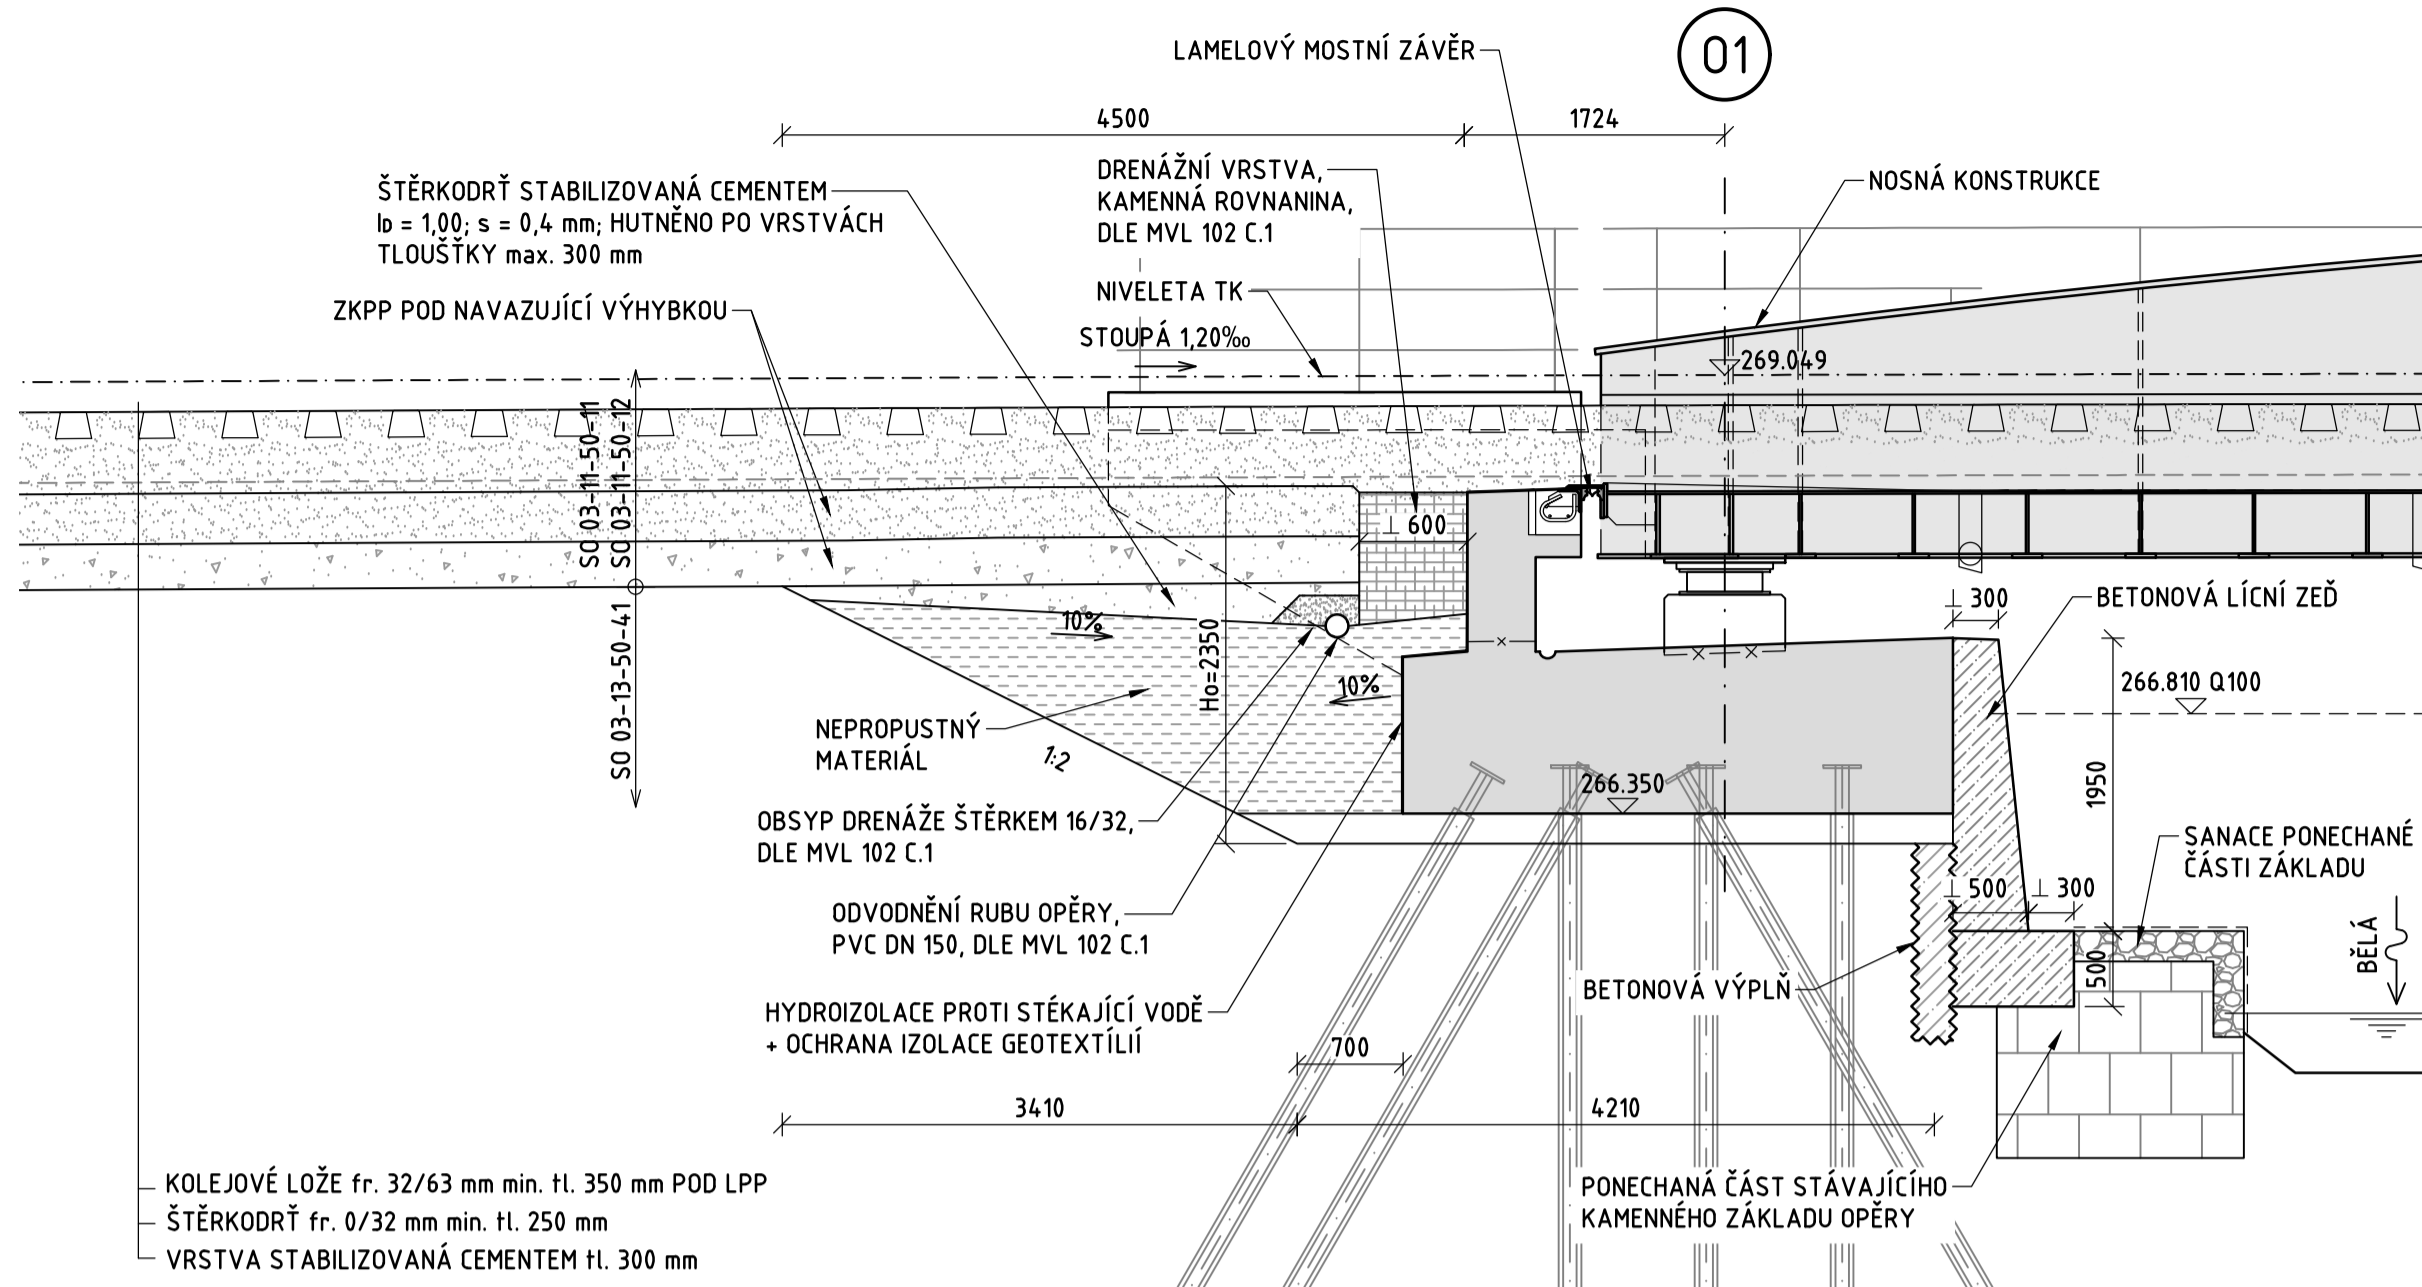 LAMELOVÝ MOSTNÍ ZÁVĚR
01
4500
1724
ŠTĚRKODRŤ STABILIZOVANÁ CEMENTEM
ID = 1,00; s = 0,4 mm; HUTNĚNO PO VRSTVÁCH
TLOUŠŤKY max. 300 mm
DRENÁŽNÍ VRSTVA,
KAMENNÁ ROVNANINA,
DLE MVL 102 C.1
NOSNÁ KONSTRUKCE
ZKPP POD NAVAZUJÍCÍ VÝHYBKOU
NIVELETA TK
STOUPÁ 1,20‰
269.049
SO 03-11-50-11
SO 03-11-50-12
SO 03-13-50-41
⊥ 600
10%
Ho=2350
10%
⊥ 300
BETONOVÁ LÍCNÍ ZEĎ
266.810 Q100
NEPROPUSTNÝ
MATERIÁL
1:2
266.350
1950
OBSYP DRENÁŽE ŠTĚRKEM 16/32,
DLE MVL 102 C.1
SANACE PONECHANÉ
ČÁSTI ZÁKLADU
⊥ 500
⊥ 300
ODVODNĚNÍ RUBU OPĚRY,
PVC DN 150, DLE MVL 102 C.1
BĚLÁ
500
BETONOVÁ VÝPLŇ
HYDROIZOLACE PROTI STÉKAJÍCÍ VODĚ
+ OCHRANA IZOLACE GEOTEXTÍLIÍ
700
3410
4210
KOLEJOVÉ LOŽE fr. 32/63 mm min. tl. 350 mm POD LPP
ŠTĚRKODRŤ fr. 0/32 mm min. tl. 250 mm
VRSTVA STABILIZOVANÁ CEMENTEM tl. 300 mm
PONECHANÁ ČÁST STÁVAJÍCÍHO
KAMENNÉHO ZÁKLADU OPĚRY